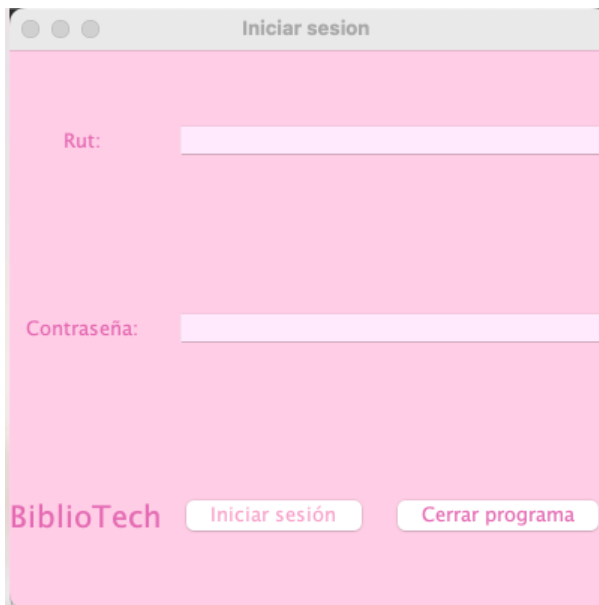 Iniciar sesion
Rut:
Contraseña:
BiblioTech Iniciar sesión Cerrar programa